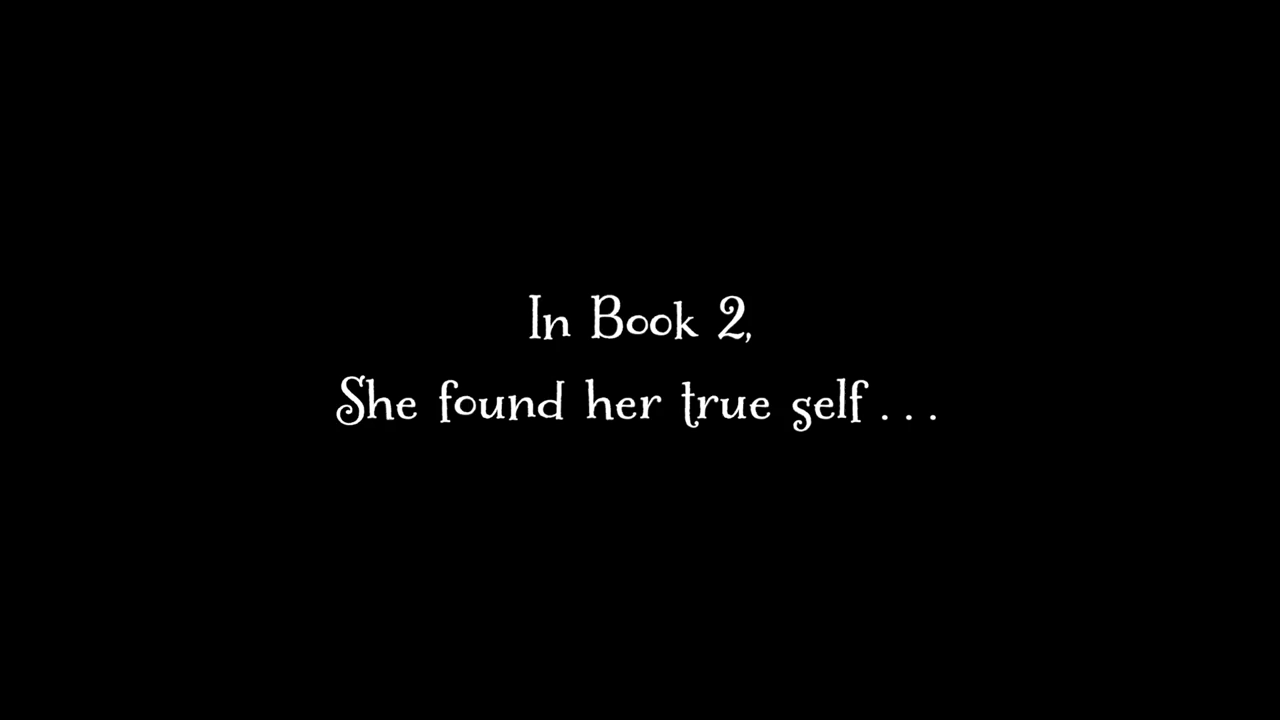 In Book 2,
She found her true self . . .